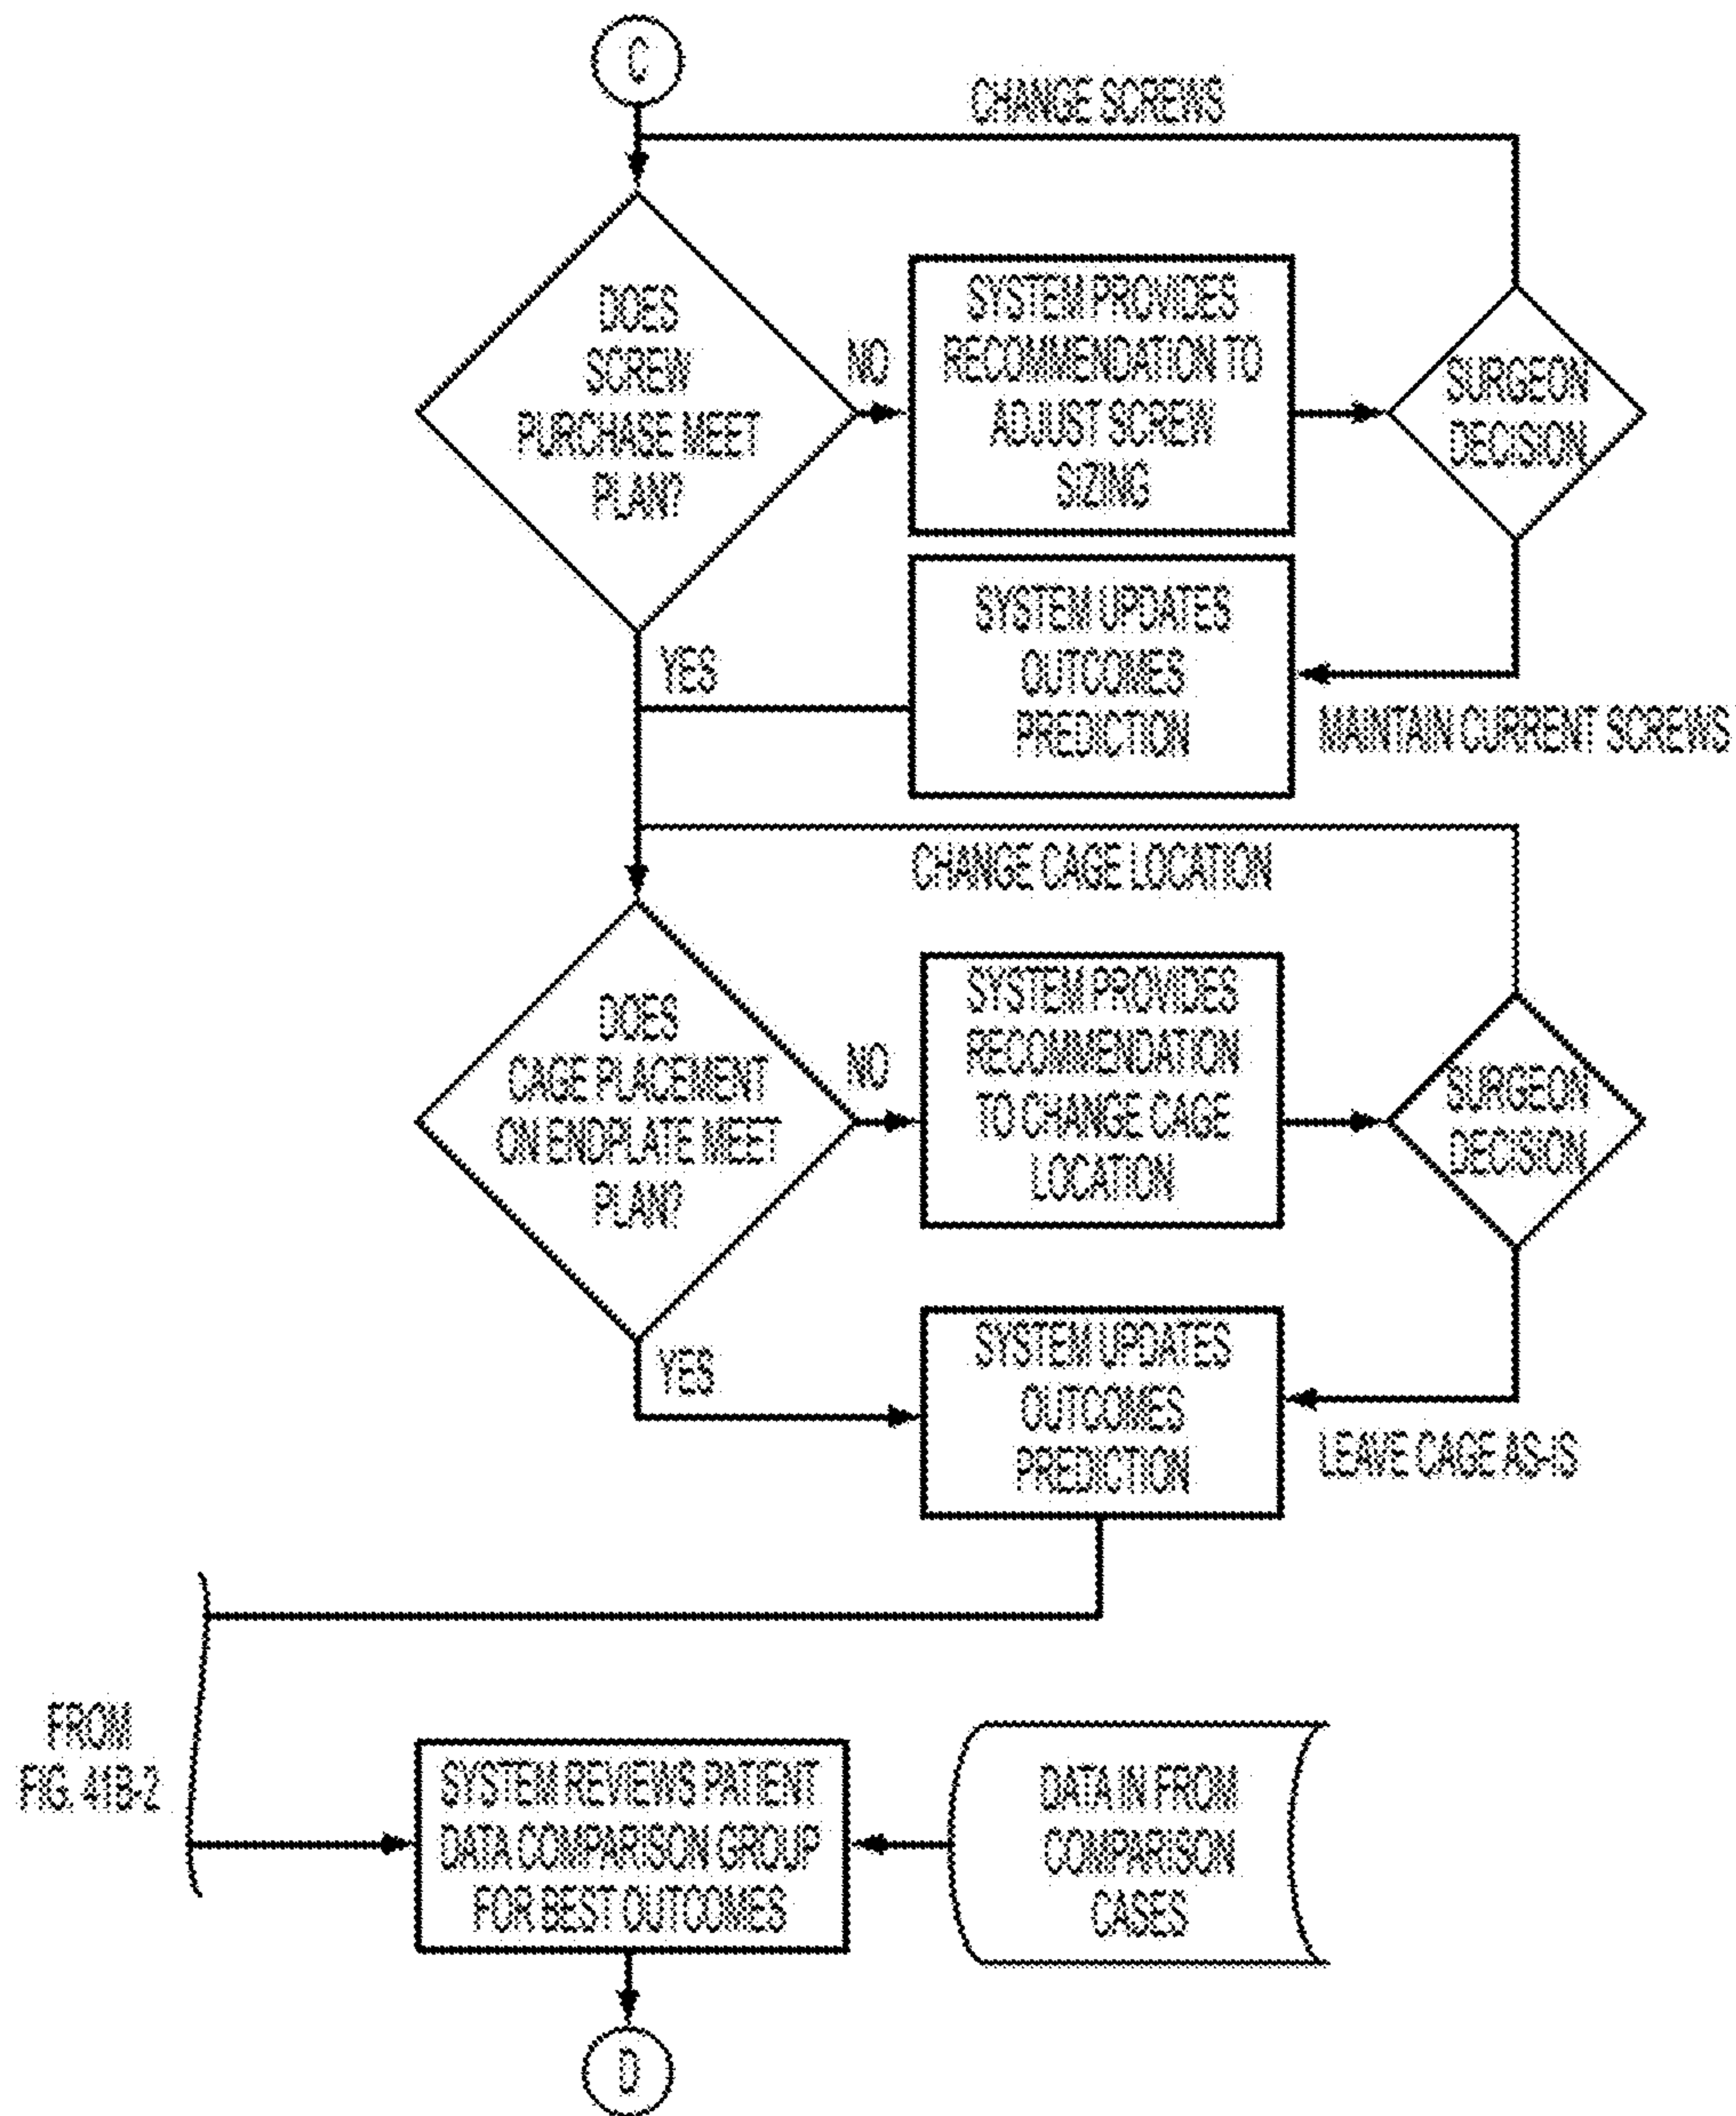 C
CHANGE SCREWS
DOES
SCREW
PURCHASE MEET
PLAN?
NO
SYSTEM PROVIDES
RECOMMENDATION TO
ADJUST SCREW
SIZING
SURGEON
DECISION
YES
SYSTEM UPDATES
OUTCOMES
PREDICTION
MAINTAIN CURRENT SCREWS
CHANGE CAGE LOCATION
DOES
CAGE PLACEMENT
ON ENDPLATE MEET
PLAN?
NO
SYSTEM PROVIDES
RECOMMENDATION
TO CHANGE CAGE
LOCATION
SURGEON
DECISION
YES
SYSTEM UPDATES
OUTCOMES
PREDICTION
LEAVE CAGE AS-IS
FROM
FIG. 41B-2
SYSTEM REVIEWS PATIENT
DATA COMPARISON GROUP
FOR BEST OUTCOMES
DATA IN FROM
COMPARISON
CASES
D